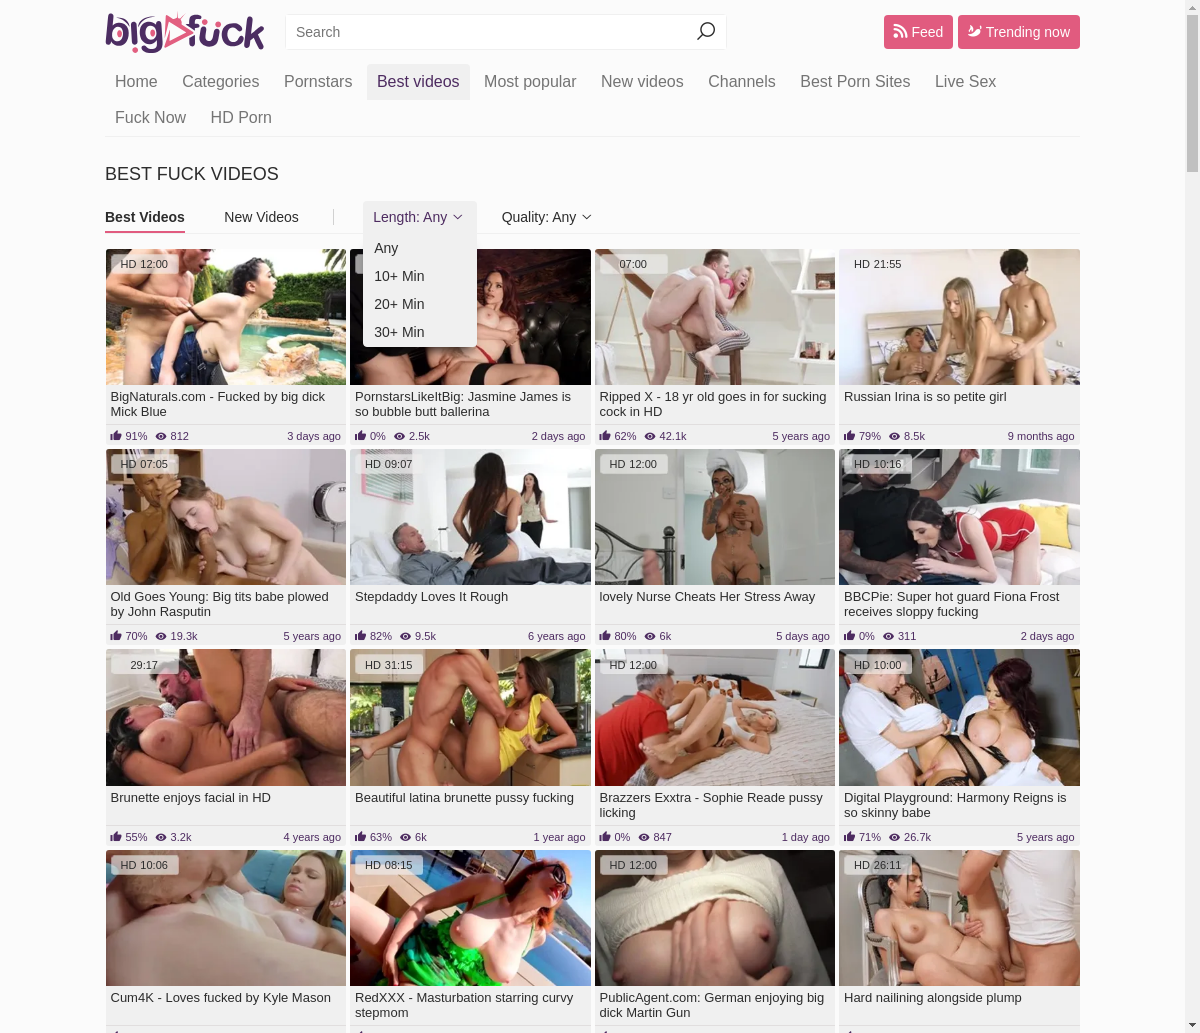 bigfuck
Search
Feed
Trending now
Home Categories Pornstars Best videos Most popular New videos Channels Best Porn Sites Live Sex
Fuck Now HD Porn
BEST FUCK VIDEOS
Best Videos New Videos Length: Any Quality: Any
Any
10+ Min
20+ Min
30+ Min
HD 12:00
07:00
HD 21:55
BigNaturals.com - Fucked by big dick
Mick Blue
91% 812 3 days ago
PornstarsLikeItBig: Jasmine James is
so bubble butt ballerina
0% 2.5k 2 days ago
Ripped X - 18 yr old goes in for sucking
cock in HD
62% 42.1k 5 years ago
Russian Irina is so petite girl
79% 8.5k 9 months ago
HD 07:05
HD 09:07
HD 12:00
HD 10:16
Old Goes Young: Big tits babe plowed
by John Rasputin
70% 19.3k 5 years ago
Stepdaddy Loves It Rough
82% 9.5k 6 years ago
lovely Nurse Cheats Her Stress Away
80% 6k 5 days ago
BBCPie: Super hot guard Fiona Frost
receives sloppy fucking
0% 311 2 days ago
29:17
HD 31:15
HD 12:00
HD 10:00
Brunette enjoys facial in HD
55% 3.2k 4 years ago
Beautiful latina brunette pussy fucking
63% 6k 1 year ago
Brazzers Exxtra - Sophie Reade pussy
licking
0% 847 1 day ago
Digital Playground: Harmony Reigns is
so skinny babe
71% 26.7k 5 years ago
HD 10:06
HD 08:15
HD 12:00
HD 26:11
Cum4K - Loves fucked by Kyle Mason
RedXXX - Masturbation starring curvy
stepmom
PublicAgent.com: German enjoying big
dick Martin Gun
Hard nailining alongside plump